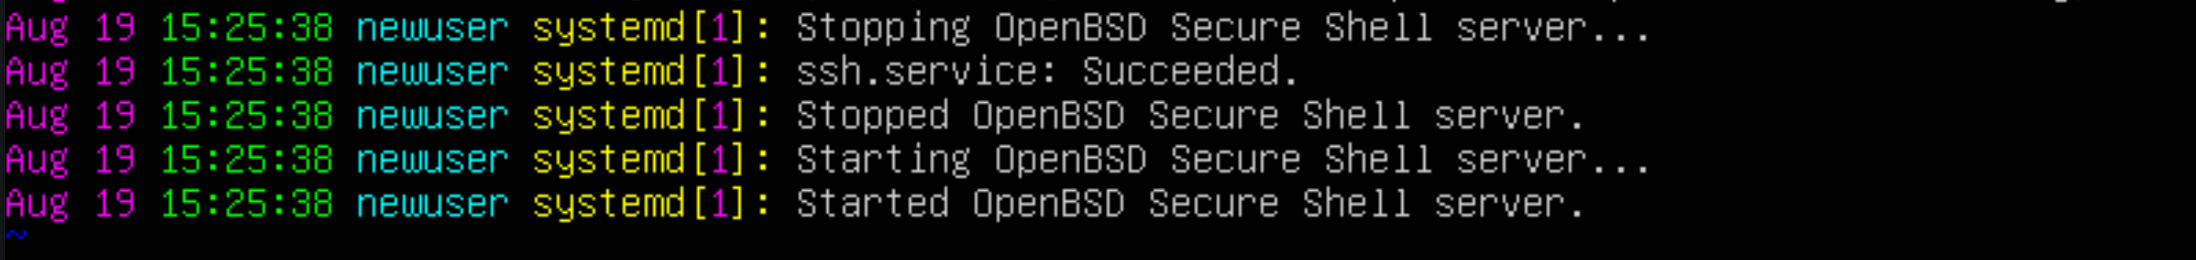 Aug 19 15:25:38 newuser systemd[1]: Stopping OpenBSD Secure Shell server...
Aug 19 15:25:38 newuser systemd[1]: ssh.service: Succeeded.
Aug 19 15:25:38 newuser systemd[1]: Stopped OpenBSD Secure Shell server.
Aug 19 15:25:38 newuser systemd[1]: Starting OpenBSD Secure Shell server...
Aug 19 15:25:38 newuser systemd[1]: Started OpenBSD Secure Shell server.
~